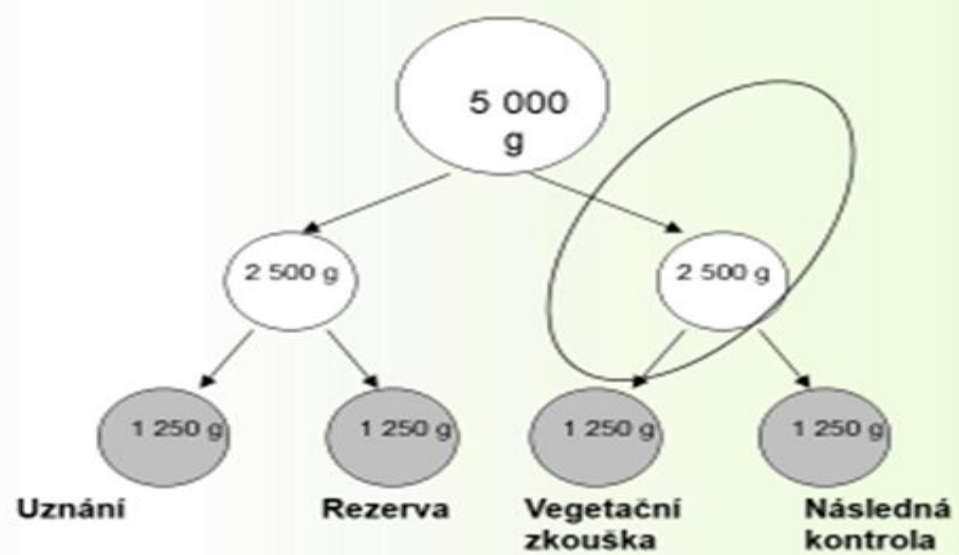 5 000
g
2 500 g
2 500 g
1 250 g
1 250 g
1 250 g
1 250 g
Uznání
Rezerva
Vegetační
zkouška
Následná
kontrola